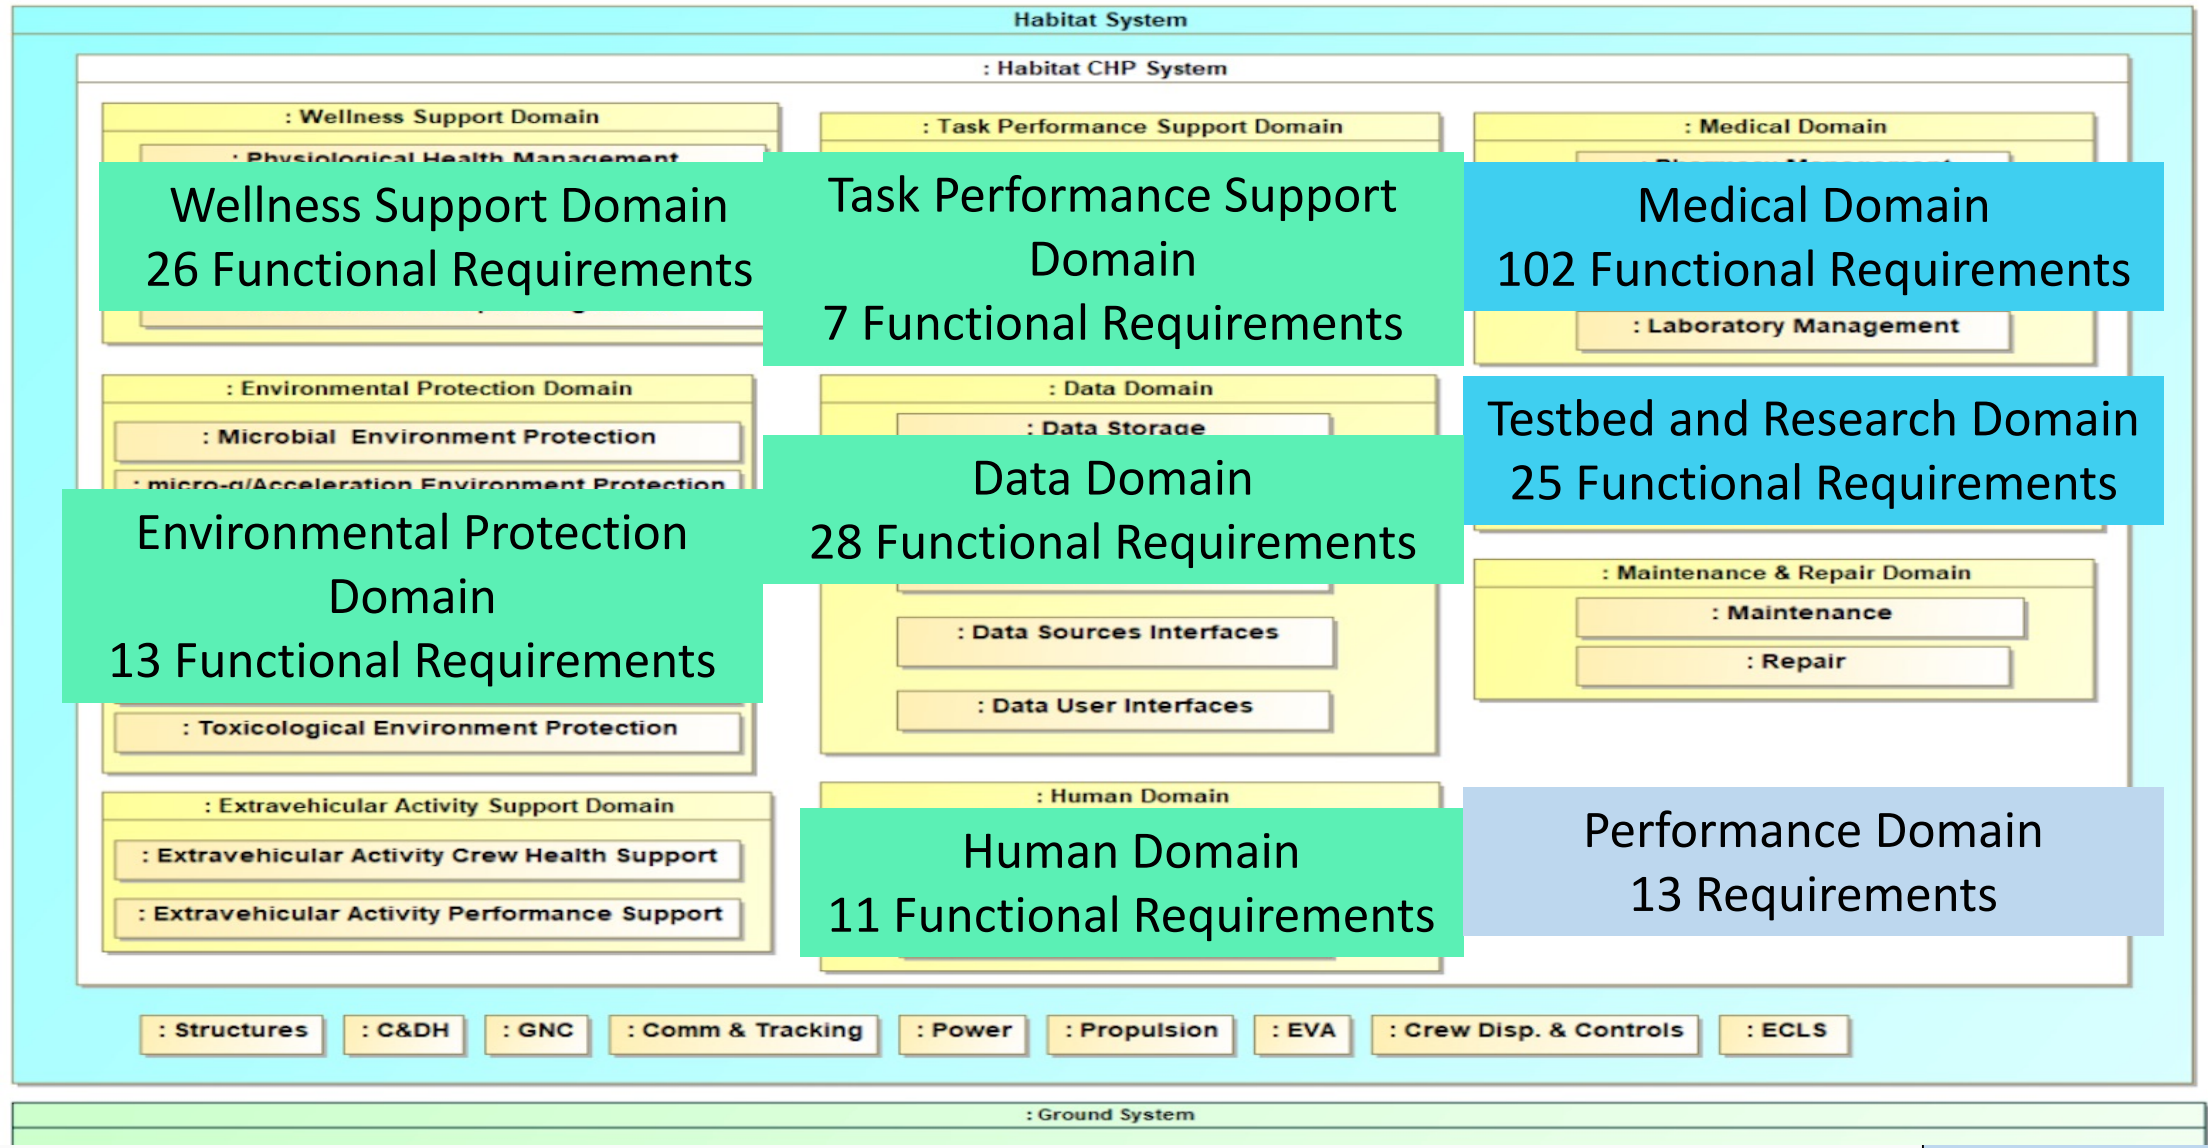 Habitat System
: Habitat CHP System
: Wellness Support Domain
: Physiological Health Management
Wellness Support Domain
26 Functional Requirements
: Task Performance Support Domain
Task Performance Support
Domain
7 Functional Requirements
: Medical Domain
: Pharmacy Management
Medical Domain
102 Functional Requirements
: Laboratory Management
: Environmental Protection Domain
: Microbial Environment Protection
: micro-g/Acceleration Environment Protection
Environmental Protection
Domain
13 Functional Requirements
: Toxicological Environment Protection
: Data Domain
: Data Storage
Data Domain
28 Functional Requirements
: Data Sources Interfaces
: Data User Interfaces
Testbed and Research Domain
25 Functional Requirements
: Maintenance & Repair Domain
: Maintenance
: Repair
: Extravehicular Activity Support Domain
: Extravehicular Activity Crew Health Support
: Extravehicular Activity Performance Support
: Human Domain
Human Domain
11 Functional Requirements
Performance Domain
13 Requirements
: Structures
: C&DH
: GNC
: Comm & Tracking
: Power
: Propulsion
: EVA
: Crew Disp. & Controls
: ECLS
: Ground System